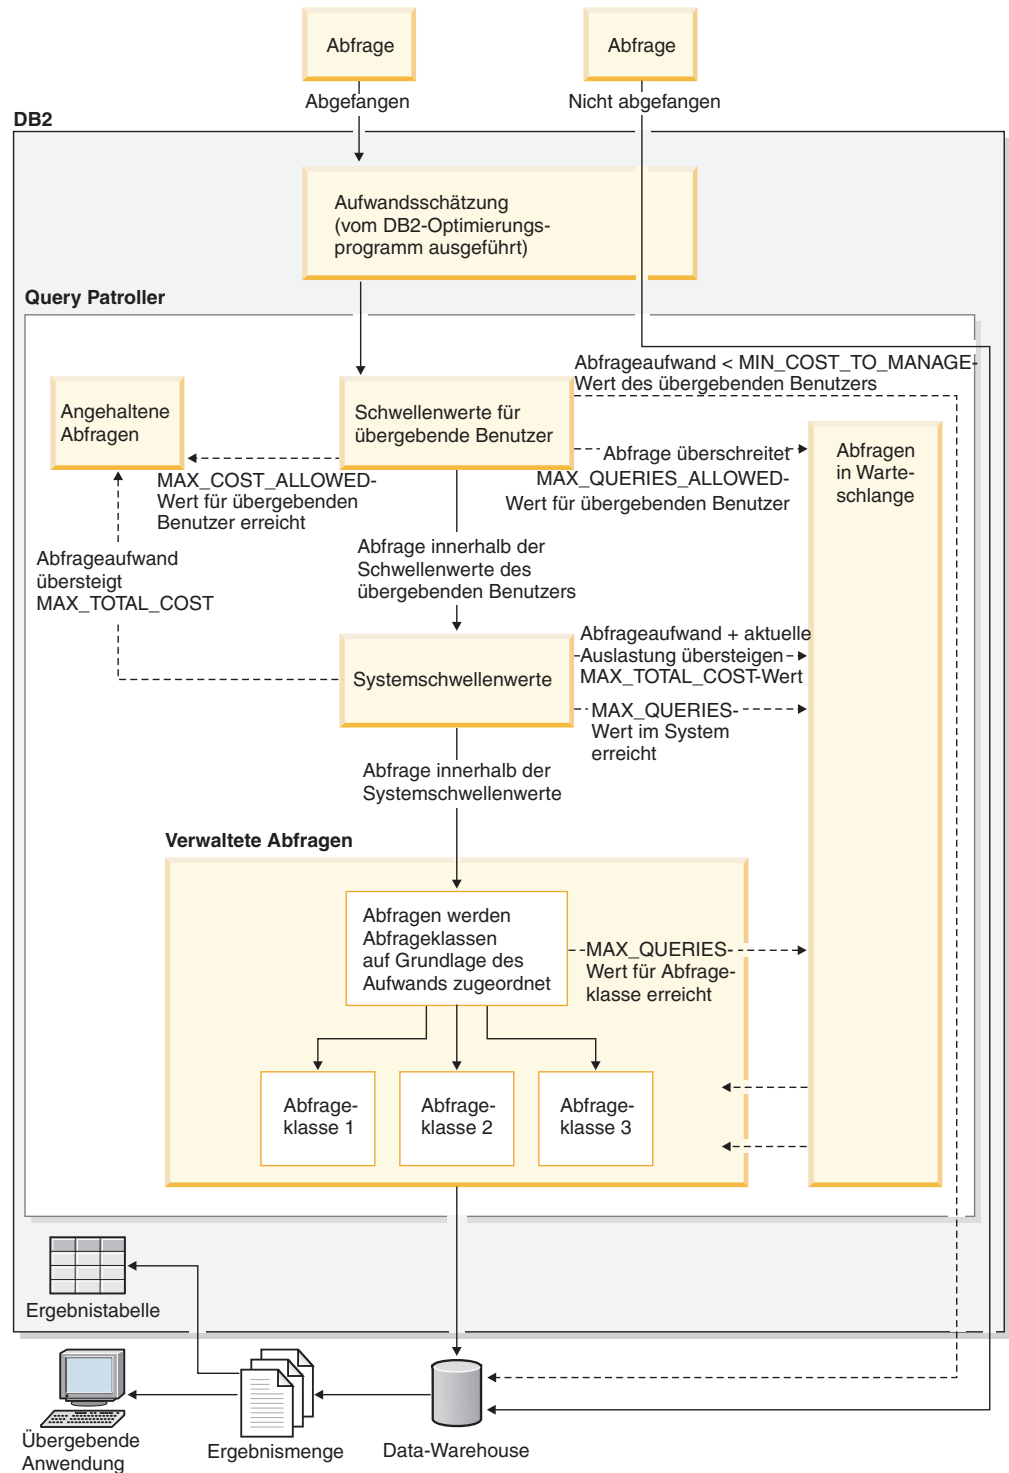 Abfrage
Abfrage
Abgefangen
Nicht abgefangen
DB2
Aufwandsschätzung
(vom DB2-Optimierungs-
programm ausgeführt)
Query Patroller
Abfrageaufwand < MIN_COST_TO_MANAGE-
Wert des übergebenden Benutzers
Angehaltene
Abfragen
Schwellenwerte für
übergebende Benutzer
Abfrage überschreitet
MAX_QUERIES_ALLOWED-
Wert für übergebenden Benutzer
Abfragen
in Warte-
schlange
MAX_COST_ALLOWED-
Wert für übergebenden
Benutzer erreicht
Abfrageaufwand
übersteigt
MAX_TOTAL_COST
Abfrage innerhalb der
Schwellenwerte des
übergebenden Benutzers
Systemschwellenwerte
Abfrageaufwand + aktuelle
Auslastung übersteigen
MAX_TOTAL_COST-Wert
MAX_QUERIES-
Wert im System
erreicht
Abfrage innerhalb der
Systemschwellenwerte
Verwaltete Abfragen
Abfragen werden
Abfrageklassen
auf Grundlage des
Aufwands zugeordnet
MAX_QUERIES-
Wert für Abfrage-
klasse erreicht
Abfrage-
klasse 1
Abfrage-
klasse 2
Abfrage-
klasse 3
Ergebnistabelle
Übergebende
Anwendung
Ergebnismenge
Data-Warehouse